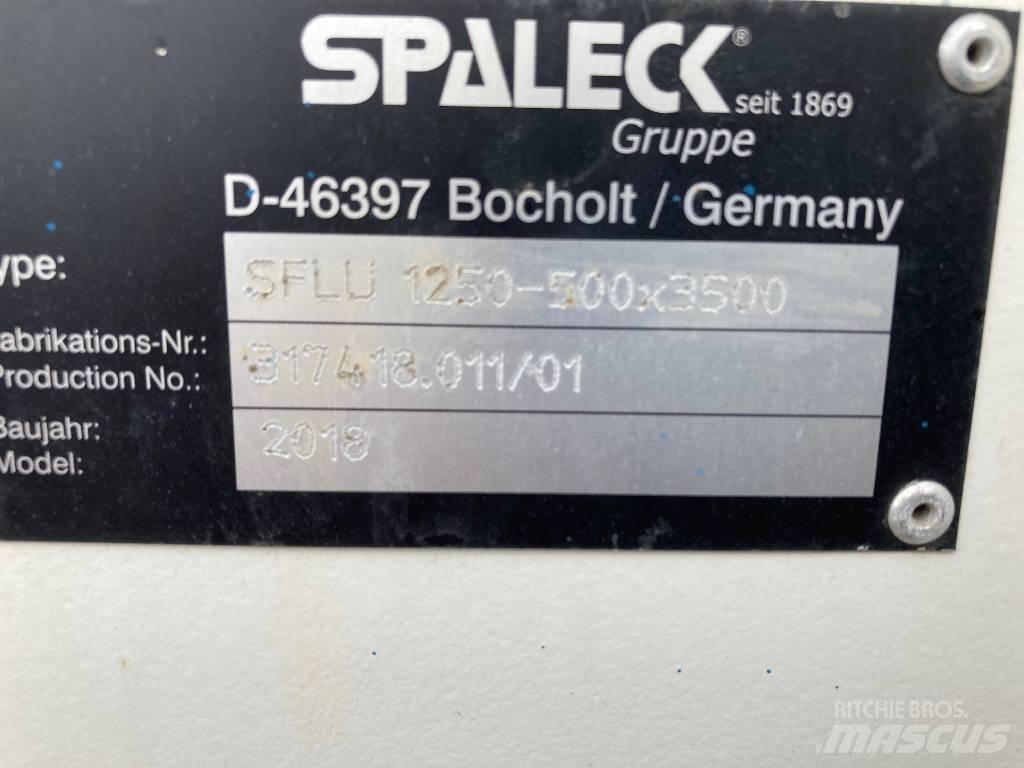 SPALECK®
seit 1869
Gruppe
D-46397 Bocholt / Germany
ype: SFLU 1250-500x3500
abrikations-Nr.:
Production No.: 317418.011/01
Baujahr:
Model: 2018
RITCHIE BROS.
MASCUS